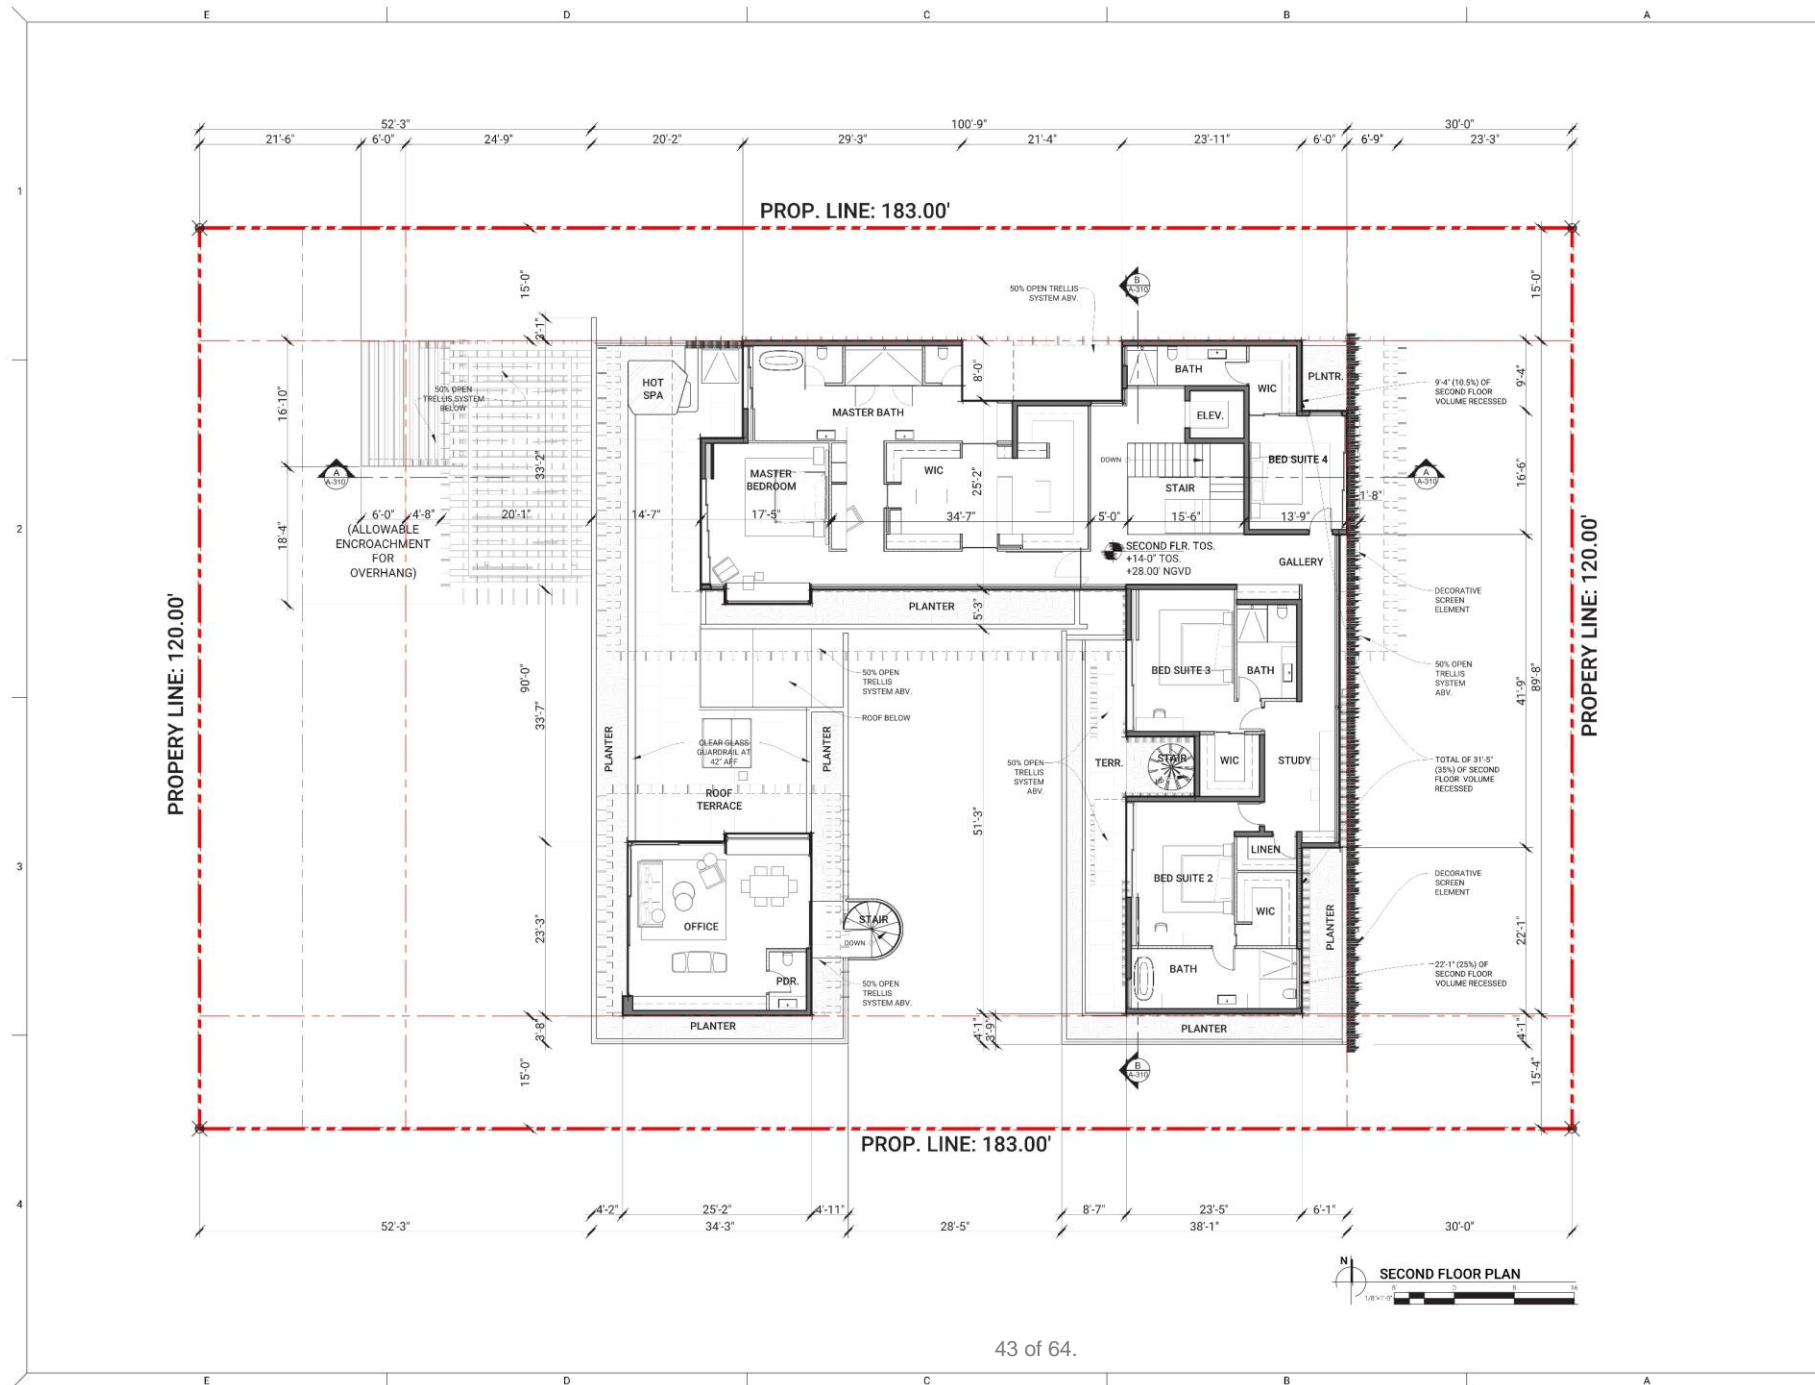 E D C B A
52'-3" 100'-9" 30'-0"
21'-6" 6'-0" 24'-9" 20'-2" 29'-3" 21'-4" 23'-11" 6'-0" 6'-9" 23'-3"
1
PROP. LINE: 183.00'
15'-0"
3'-1"
15'-0"
50% OPEN TRELLIS
SYSTEM ABV.
B
A-310
HOT
SPA
8'-0"
BATH
WIC
PLNTR.
9'-4"
9'-4" (10.5%) OF
SECOND FLOOR
VOLUME RECESSED
50% OPEN
TRELLIS SYSTEM
BELOW
16'-10"
MASTER BATH
ELEV.
A
A-310
33'-2"
MASTER
BEDROOM
WIC
25'-2"
DOWN
STAIR
BED SUITE 4
16'-6"
A
A-310
1'-8"
2
6'-0" 4'-8" 20'-1" 14'-7" 17'-5" 34'-7" 5'-0" 15'-6" 13'-9"
(ALLOWABLE
ENCROACHMENT
FOR
OVERHANG)
18'-4"
SECOND FLR. TOS.
+14'-0" TOS.
+28.00' NGVD
GALLERY
PLANTER
5'-3"
DECORATIVE
SCREEN
ELEMENT
PROPERY LINE: 120.00'
PROPERY LINE: 120.00'
90'-0"
33'-7"
50% OPEN
TRELLIS
SYSTEM ABV.
ROOF BELOW
BED SUITE 3
BATH
50% OPEN
TRELLIS
SYSTEM
ABV.
41'-9"
89'-8"
PLANTER
CLEAR GLASS
GUARDRAIL AT
42" AFF
PLANTER
ROOF
TERRACE
50% OPEN
TRELLIS
SYSTEM
ABV.
TERR.
STAIR
WIC
STUDY
TOTAL OF 31'-5"
(35%) OF SECOND
FLOOR VOLUME
RECESSED
51'-3"
3
LINEN
BED SUITE 2
DECORATIVE
SCREEN
ELEMENT
OFFICE
STAIR
DOWN
23'-3"
WIC
PLANTER
22'-1"
PDR.
50% OPEN
TRELLIS
SYSTEM ABV.
BATH
22'-1" (25%) OF
SECOND FLOOR
VOLUME RECESSED
PLANTER
PLANTER
3'-8"
4'-1"
3'-9"
4'-1"
15'-0"
B
A-310
15'-4"
PROP. LINE: 183.00'
4
4'-2" 25'-2" 4'-11" 8'-7" 23'-5" 6'-1"
52'-3" 34'-3" 28'-5" 38'-1" 30'-0"
N
SECOND FLOOR PLAN
1/8"=1'-0"
43 of 64.
E D C B A